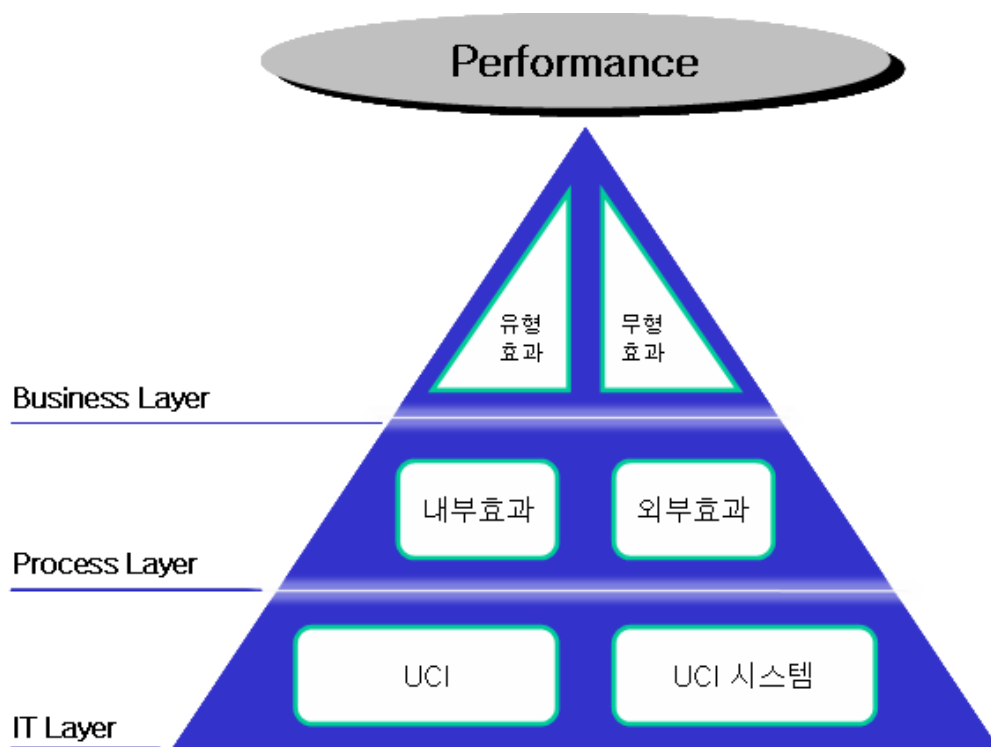 Performance
유형
효과
무형
효과
Business Layer
내부효과
외부효과
Process Layer
UCI
UCI 시스템
IT Layer